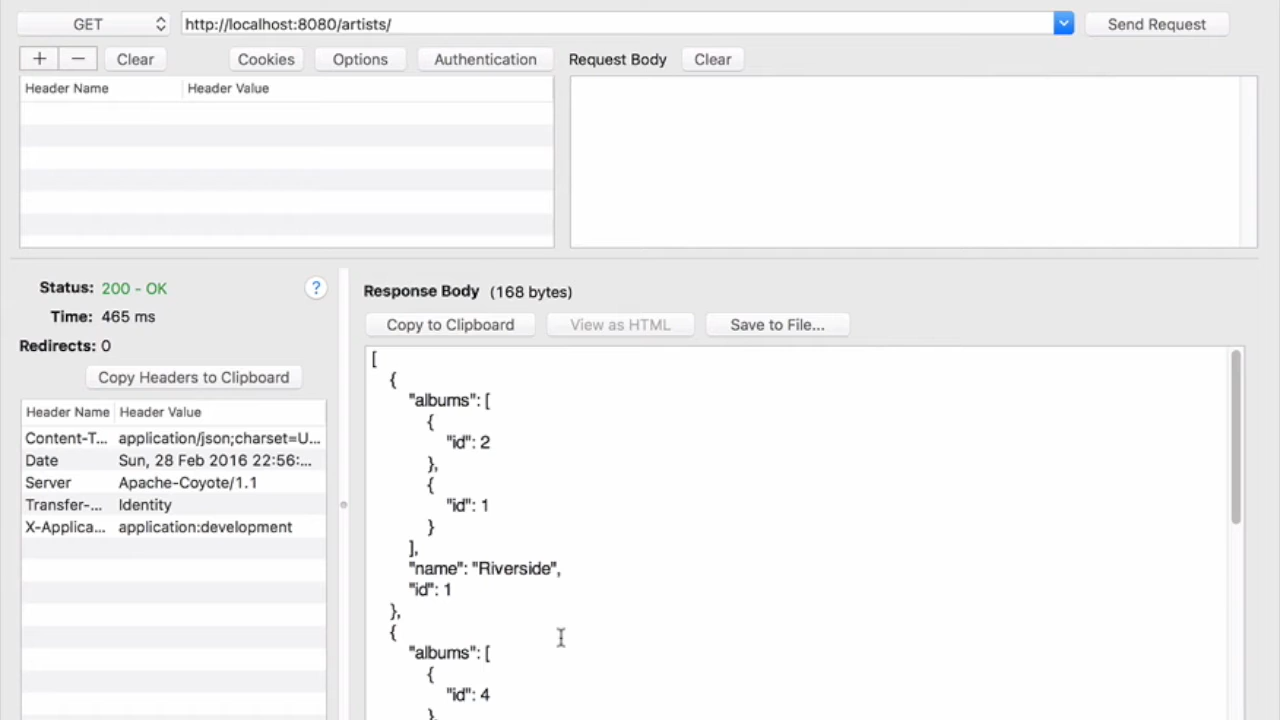 GET http://localhost:8080/artists/ Send Request
+ − Clear Cookies Options Authentication Request Body Clear
Header Name Header Value
Status: 200 - OK ?
Time: 465 ms
Redirects: 0
Copy Headers to Clipboard
Header Name Header Value
Content-T... application/json;charset=U...
Date Sun, 28 Feb 2016 22:56:...
Server Apache-Coyote/1.1
Transfer-... Identity
X-Applica... application:development
Response Body (168 bytes)
Copy to Clipboard View as HTML Save to File...
[
{
"albums": [
{
"id": 2
},
{
"id": 1
}
],
"name": "Riverside",
"id": 1
},
{
"albums": [
{
"id": 4
},